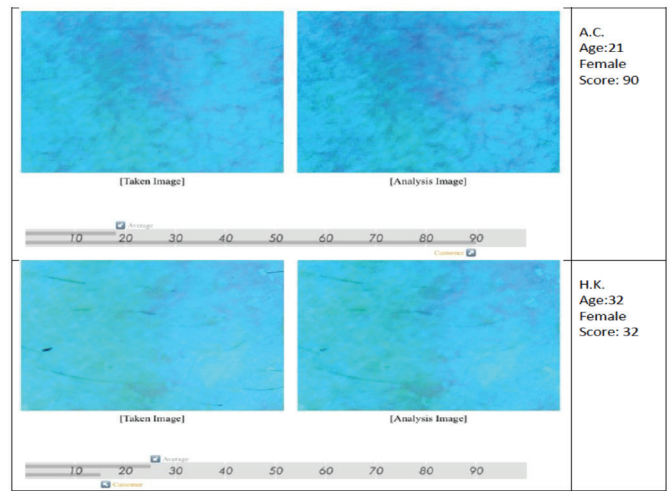 A.C.
Age:21
Female
Score: 90
[Taken Image] [Analysis Image]
Average
10 20 30 40 50 60 70 80 90
Customer
H.K.
Age:32
Female
Score: 32
[Taken Image] [Analysis Image]
Average
10 20 30 40 50 60 70 80 90
Customer